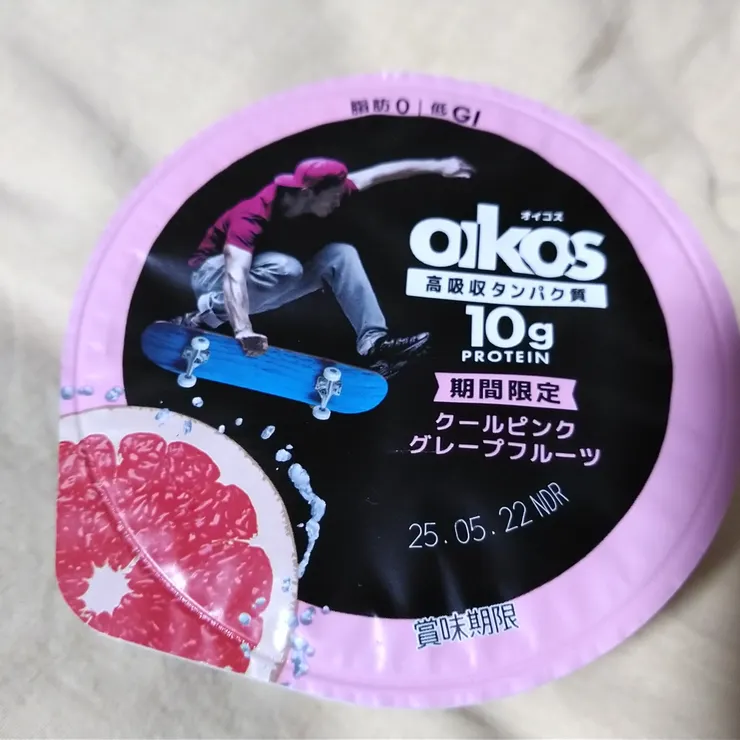 脂肪0 | 低GI
オイコス
oikos
高吸収タンパク質
10g
PROTEIN
期間限定
クールピンク
グレープフルーツ
25.05.22 NDR
賞味期限